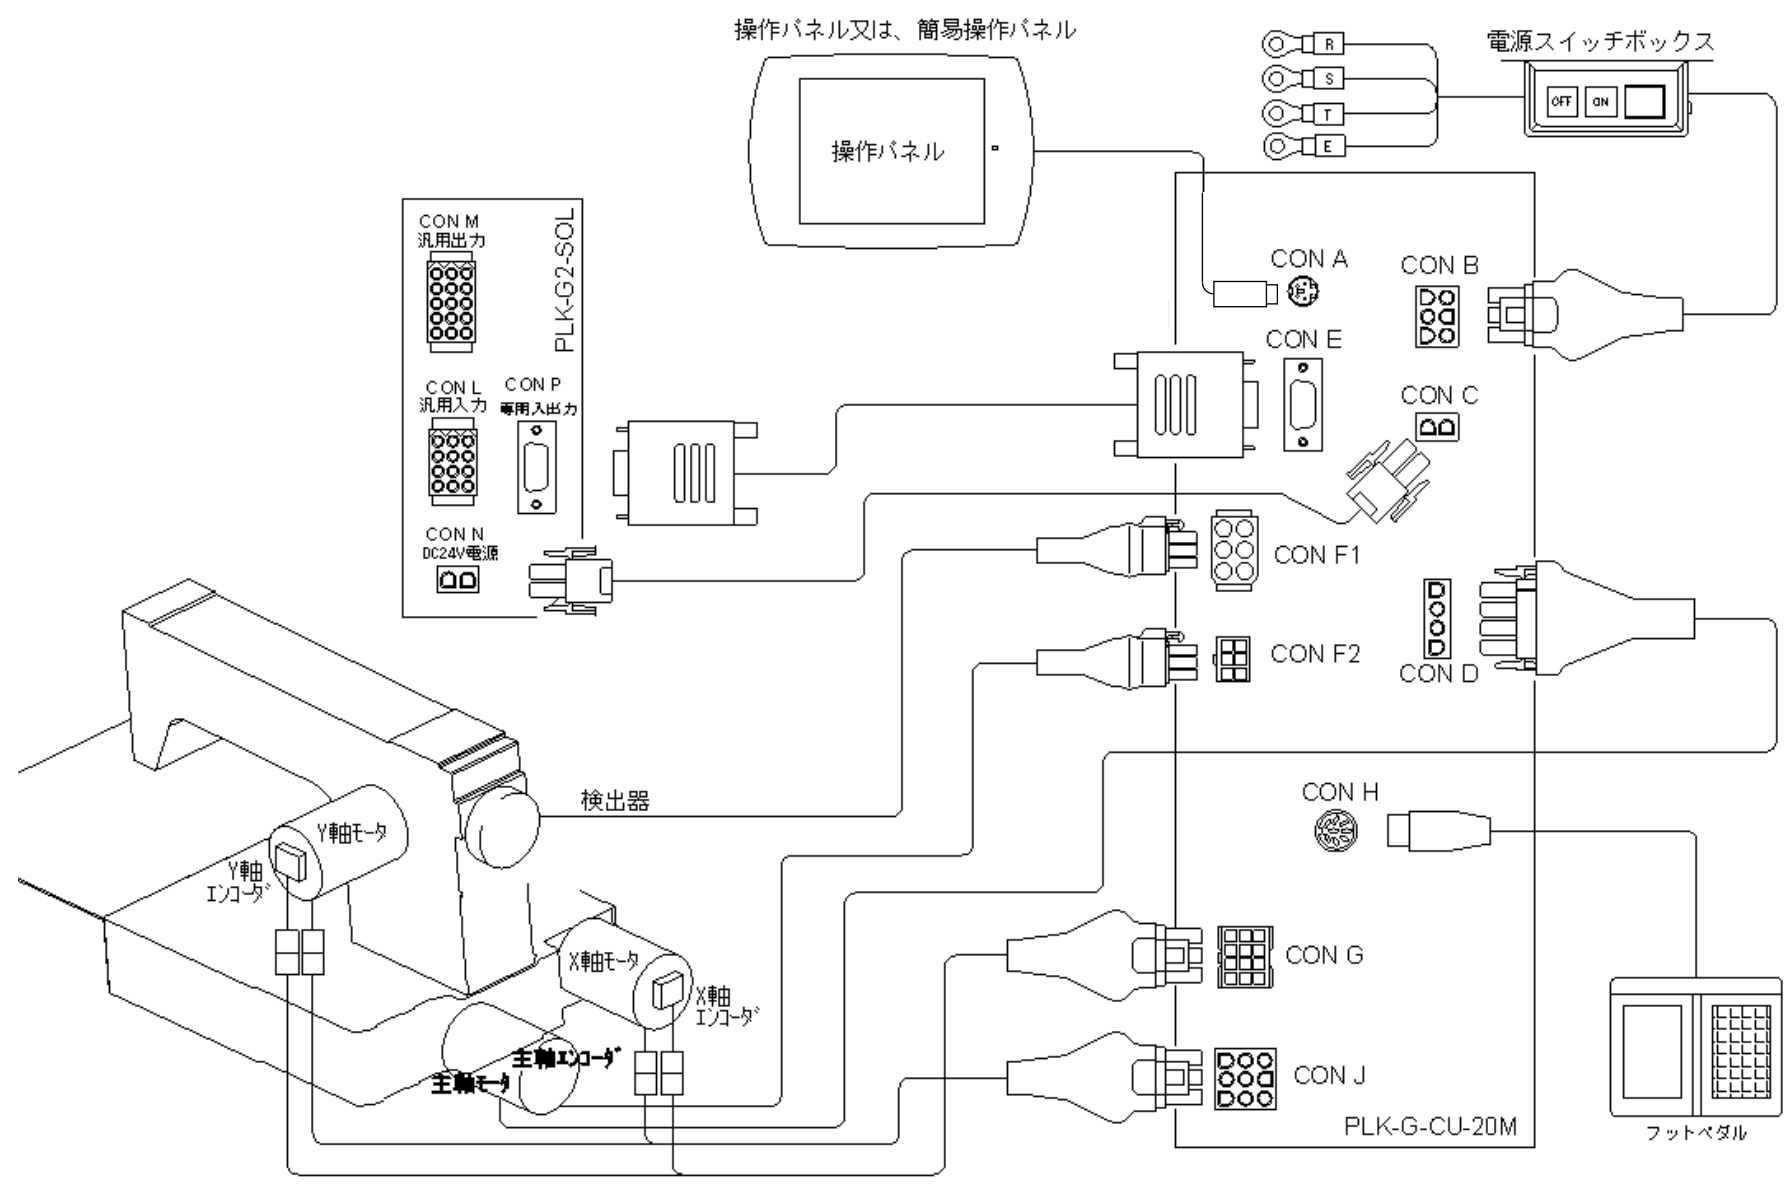 操作パネル又は、簡易操作パネル
電源スイッチボックス
R
S
T
E
OFF
ON
操作パネル
CON M
汎用出力
PLK-G2-SOL
CON L
汎用入力
CON P
専用入出力
CON N
DC24V電源
CON A
CON B
CON E
CON C
CON F1
CON F2
CON D
検出器
Y軸モータ
Y軸
エンコーダ
CON H
X軸モータ
X軸
エンコーダ
主軸エンコーダ
主軸モータ
CON G
CON J
PLK-G-CU-20M
フットペダル